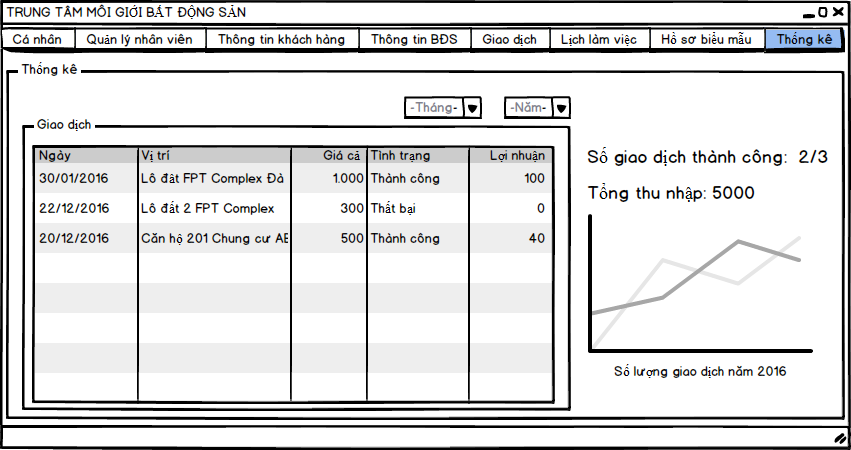 TRUNG TÂM MÔI GIỚI BẤT ĐỘNG SẢN
Cá nhân Quản lý nhân viên Thông tin khách hàng Thông tin BĐS Giao dịch Lịch làm việc Hồ sơ biểu mẫu Thống kê
Thống kê
-Tháng- -Năm-
Giao dịch
Ngày Vị trí Giá cả Tình trạng Lợi nhuận
30/01/2016 Lô đất FPT Complex Đà 1.000 Thành công 100
22/12/2016 Lô đất 2 FPT Complex 300 Thất bại 0
20/12/2016 Căn hộ 201 Chung cư AB 500 Thành công 40
Số giao dịch thành công: 2/3
Tổng thu nhập: 5000
Số lượng giao dịch năm 2016